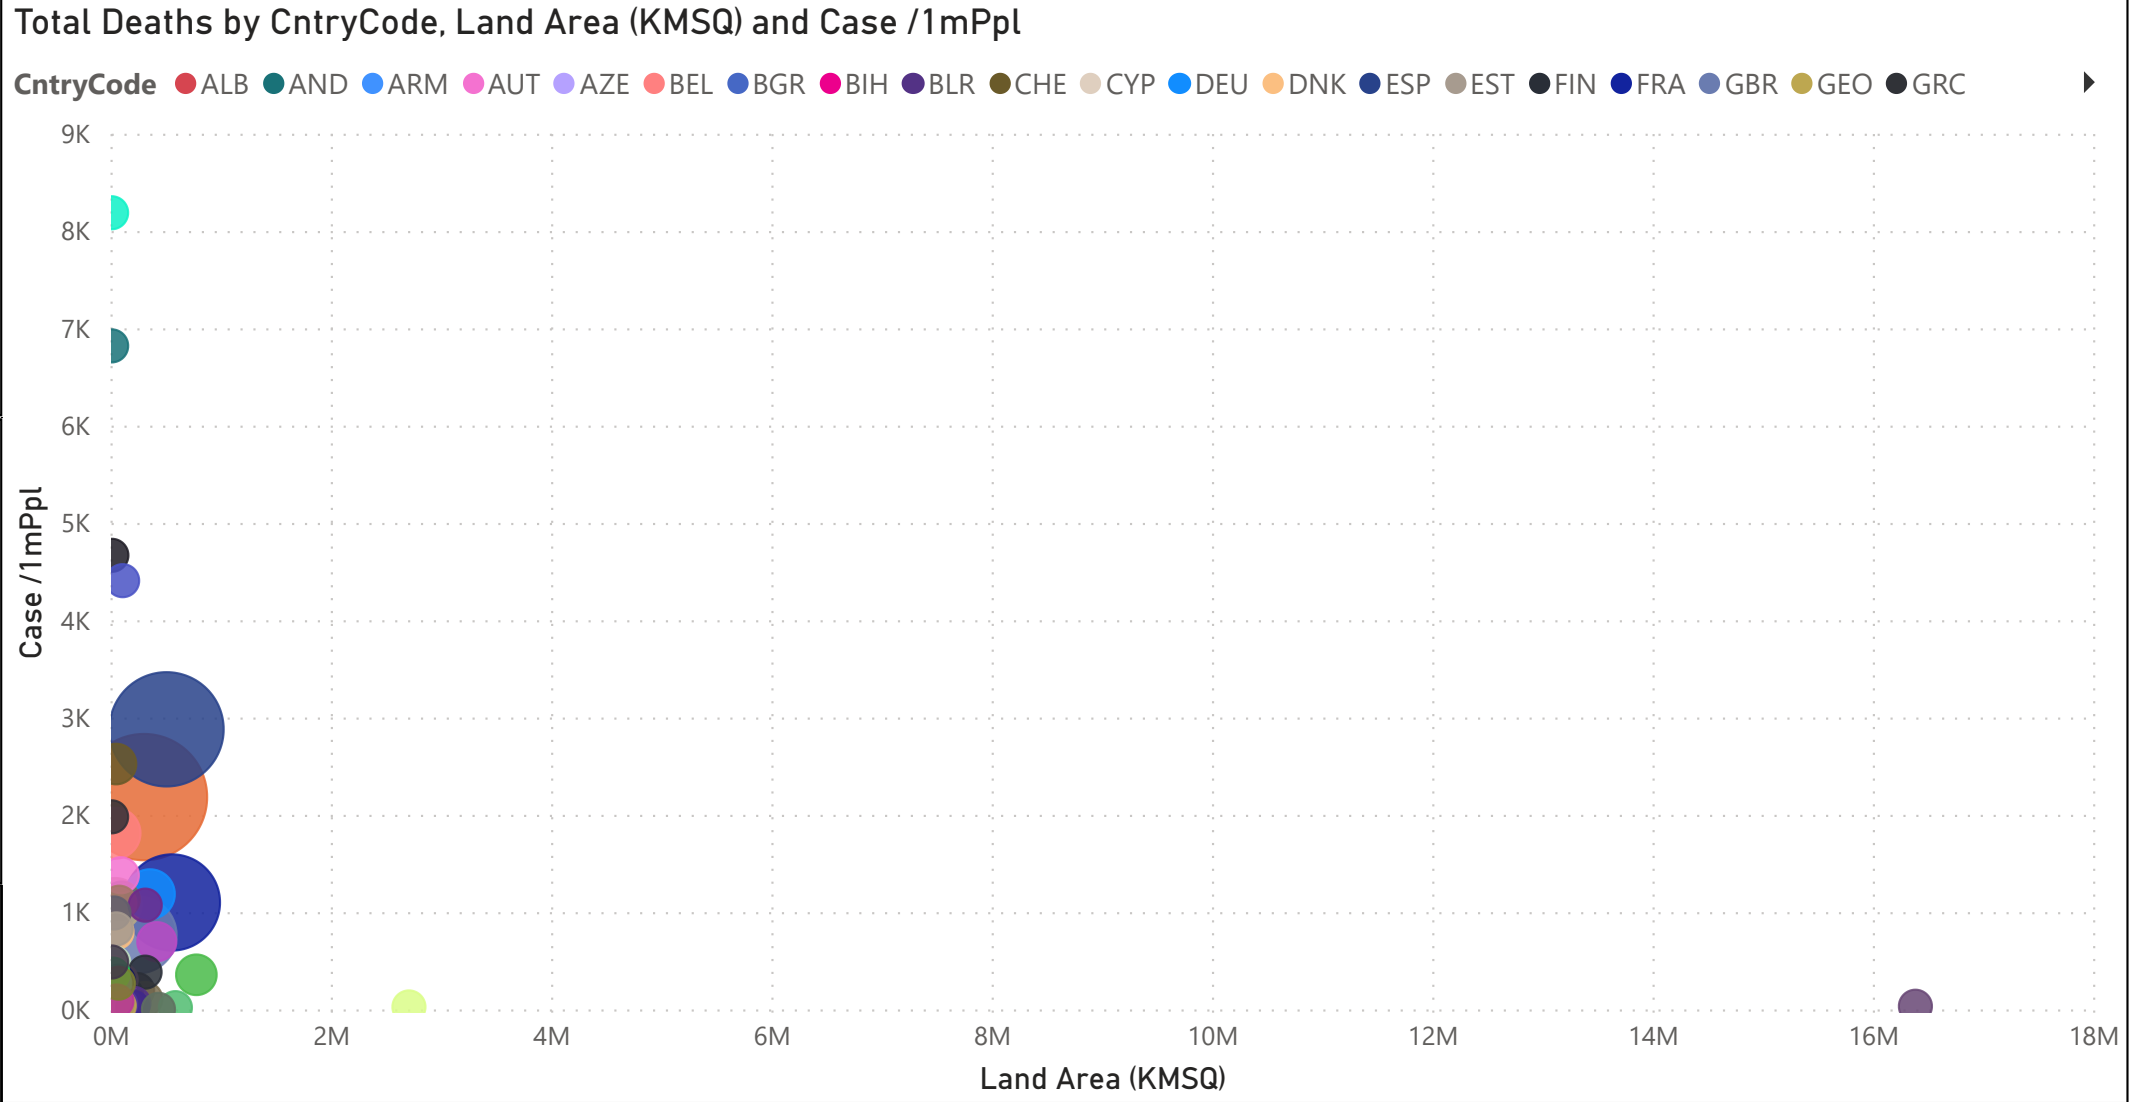 Total Deaths by CntryCode, Land Area (KMSQ) and Case /1mPpl
CntryCode ALB AND ARM AUT AZE BEL BGR BIH BLR CHE CYP DEU DNK ESP EST FIN FRA GBR GEO GRC
9K
8K
7K
6K
5K
4K
3K
2K
1K
0K
Case /1mPpl
0M 2M 4M 6M 8M 10M 12M 14M 16M 18M
Land Area (KMSQ)